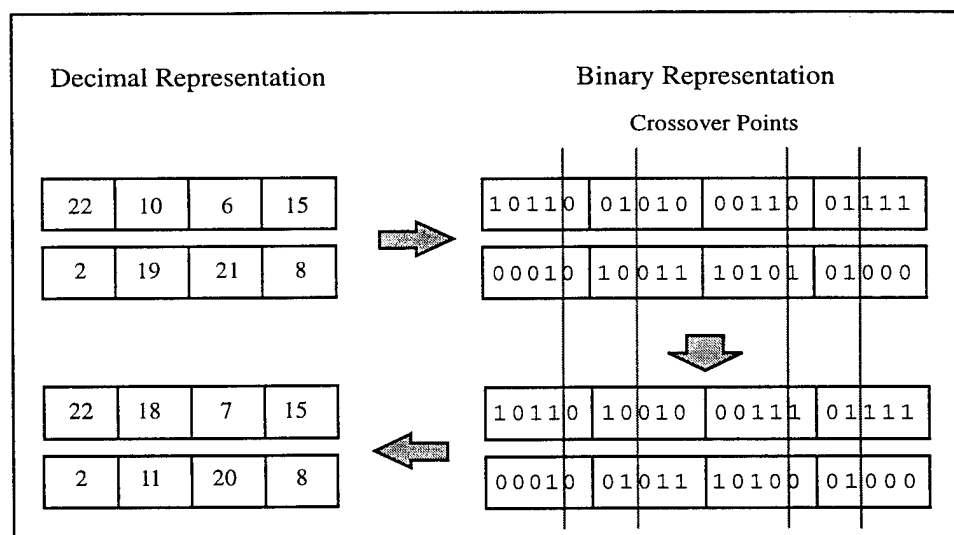 Decimal Representation
Binary Representation
Crossover Points
22 10 6 15
10110 01010 00110 01111
2 19 21 8
00010 10011 10101 01000
22 18 7 15
10110 10010 00111 01111
2 11 20 8
00010 01011 10100 01000